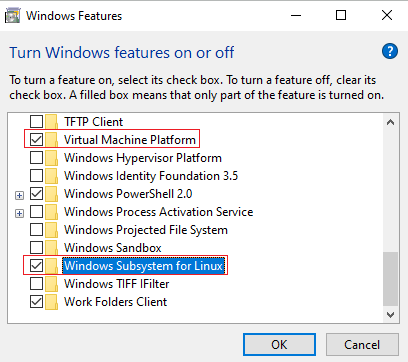 Windows Features
Turn Windows features on or off
To turn a feature on, select its check box. To turn a feature off, clear its
check box. A filled box means that only part of the feature is turned on.
TFTP Client
Virtual Machine Platform
Windows Hypervisor Platform
Windows Identity Foundation 3.5
Windows PowerShell 2.0
Windows Process Activation Service
Windows Projected File System
Windows Sandbox
Windows Subsystem for Linux
Windows TIFF IFilter
Work Folders Client
OK
Cancel